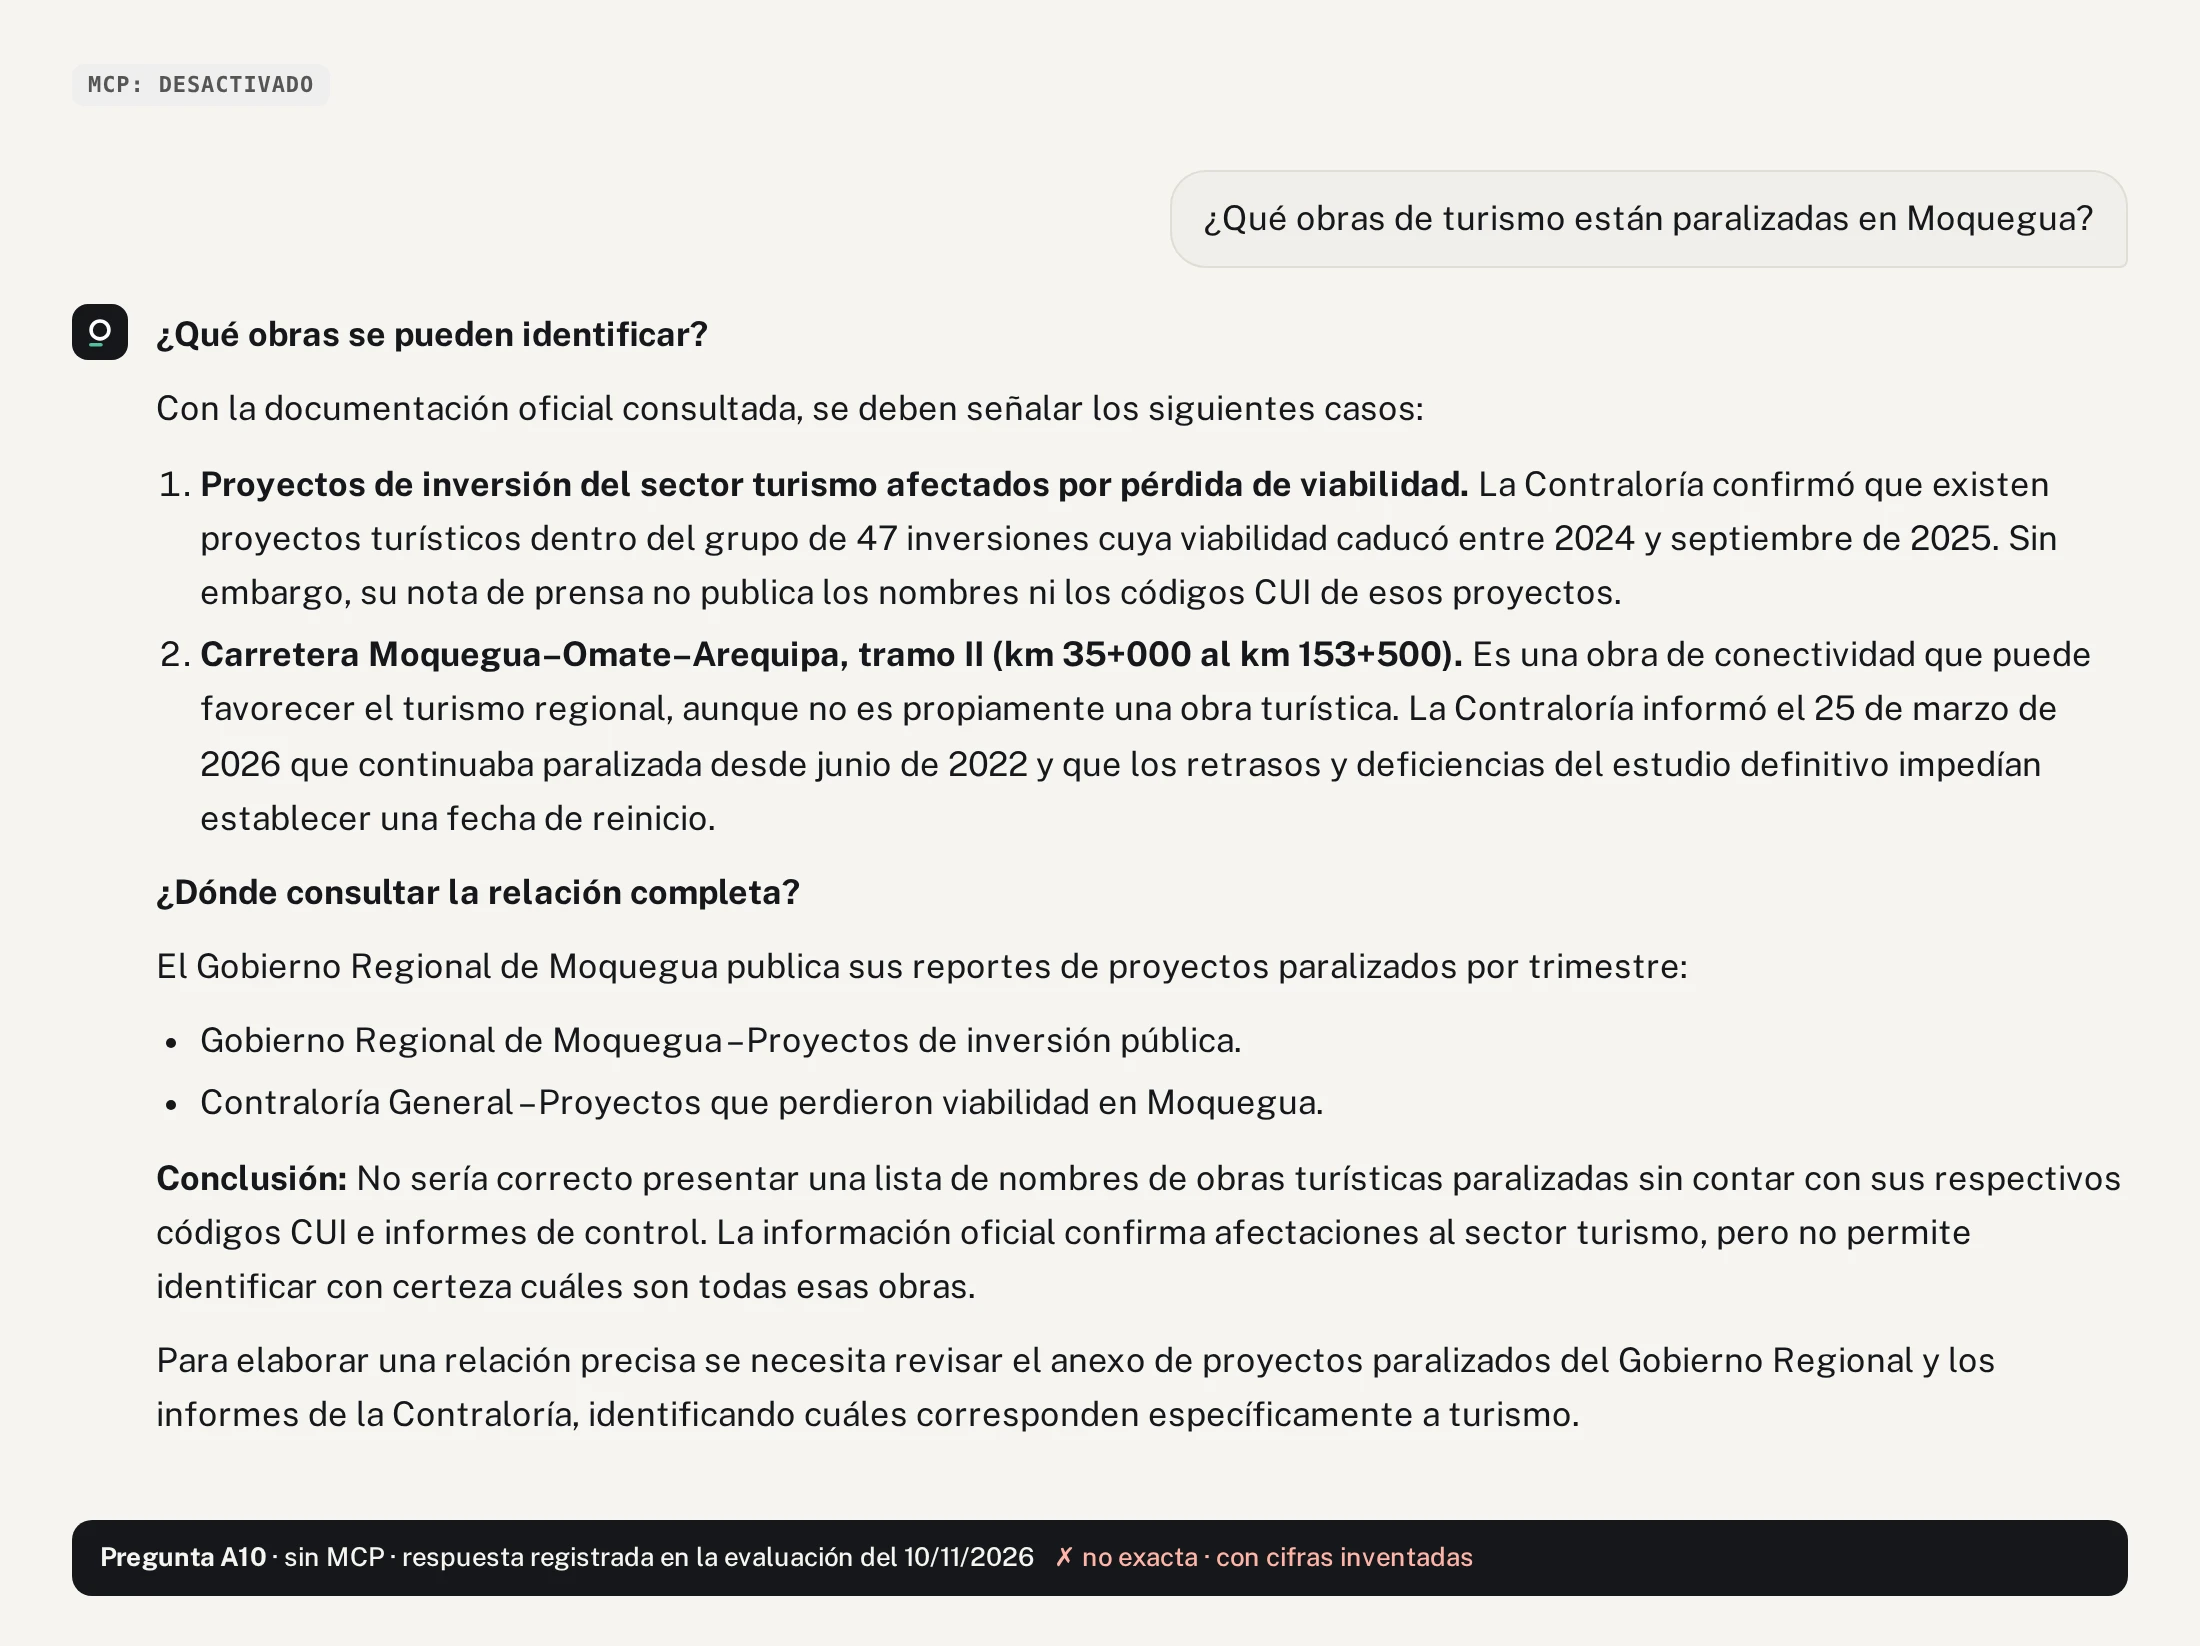 MCP: DESACTIVADO
¿Qué obras de turismo están paralizadas en Moquegua?
¿Qué obras se pueden identificar?
Con la documentación oficial consultada, se deben señalar los siguientes casos:
1. Proyectos de inversión del sector turismo afectados por pérdida de viabilidad. La Contraloría confirmó que existen
proyectos turísticos dentro del grupo de 47 inversiones cuya viabilidad caducó entre 2024 y septiembre de 2025. Sin
embargo, su nota de prensa no publica los nombres ni los códigos CUI de esos proyectos.
2. Carretera Moquegua–Omate–Arequipa, tramo II (km 35+000 al km 153+500). Es una obra de conectividad que puede
favorecer el turismo regional, aunque no es propiamente una obra turística. La Contraloría informó el 25 de marzo de
2026 que continuaba paralizada desde junio de 2022 y que los retrasos y deficiencias del estudio definitivo impedían
establecer una fecha de reinicio.
¿Dónde consultar la relación completa?
El Gobierno Regional de Moquegua publica sus reportes de proyectos paralizados por trimestre:
• Gobierno Regional de Moquegua – Proyectos de inversión pública.
• Contraloría General – Proyectos que perdieron viabilidad en Moquegua.
Conclusión: No sería correcto presentar una lista de nombres de obras turísticas paralizadas sin contar con sus respectivos
códigos CUI e informes de control. La información oficial confirma afectaciones al sector turismo, pero no permite
identificar con certeza cuáles son todas esas obras.
Para elaborar una relación precisa se necesita revisar el anexo de proyectos paralizados del Gobierno Regional y los
informes de la Contraloría, identificando cuáles corresponden específicamente a turismo.
Pregunta A10 · sin MCP · respuesta registrada en la evaluación del 10/11/2026 ✗ no exacta · con cifras inventadas